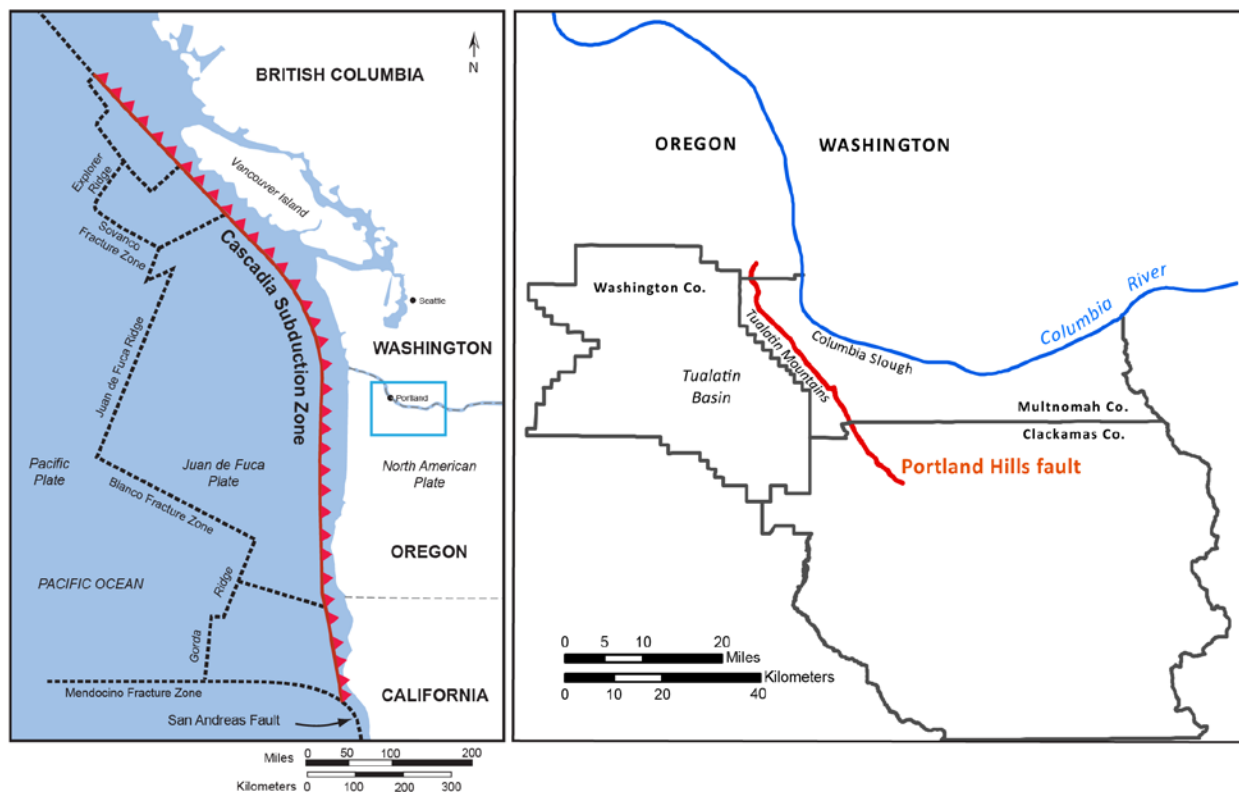 N
BRITISH COLUMBIA
Vancouver Island
Explorer
Ridge
Sovanco
Fracture Zone
Cascadia Subduction Zone
Seattle
Juan de Fuca Ridge
WASHINGTON
Portland
Pacific
Plate
Juan de Fuca
Plate
North American
Plate
Blanco Fracture Zone
OREGON
PACIFIC OCEAN
Ridge
Gorda
Mendocino Fracture Zone
CALIFORNIA
San Andreas Fault
Miles 0 50 100 200
Kilometers 0 100 200 300
OREGON
WASHINGTON
Washington Co.
Columbia River
Tualatin Mountains
Columbia Slough
Tualatin
Basin
Multnomah Co.
Clackamas Co.
Portland Hills fault
0 5 10 20
Miles
Kilometers
0 10 20 40